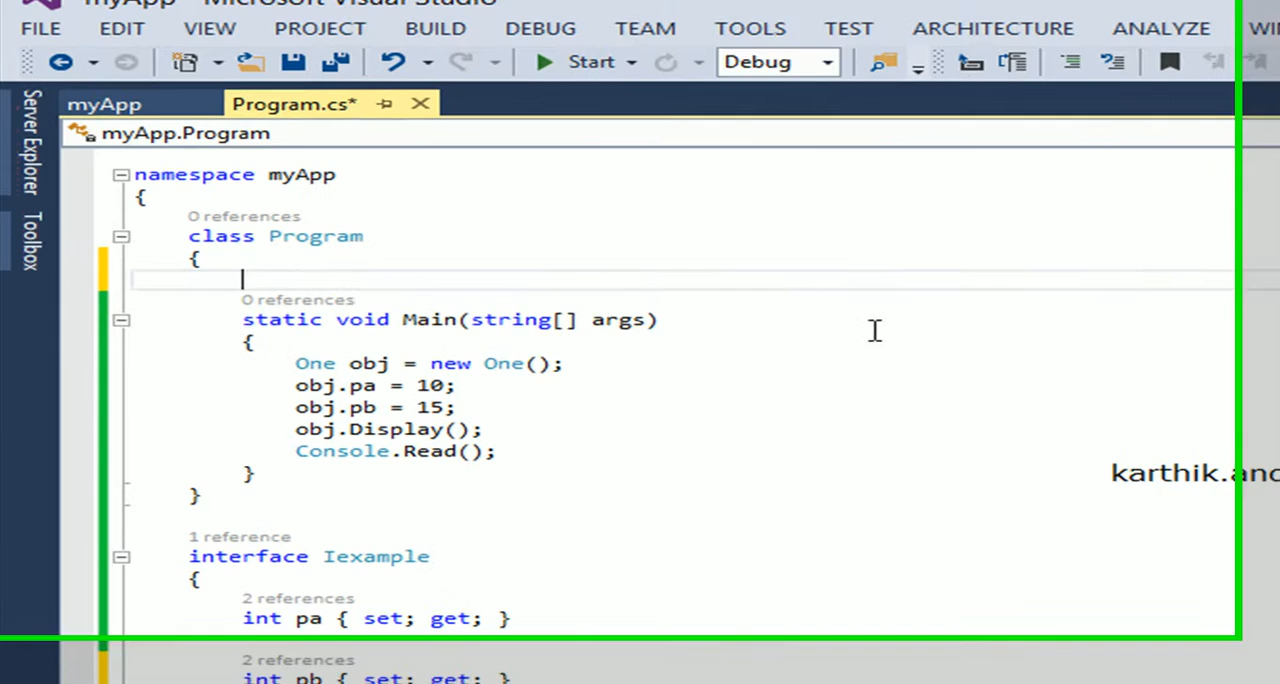 myApp - Microsoft Visual Studio
FILE EDIT VIEW PROJECT BUILD DEBUG TEAM TOOLS TEST ARCHITECTURE ANALYZE
Start Debug
Server Explorer
Toolbox
myApp Program.cs*
myApp.Program
namespace myApp
{
0 references
class Program
{
0 references
static void Main(string[] args)
{
One obj = new One();
obj.pa = 10;
obj.pb = 15;
obj.Display();
Console.Read();
}
}
karthik.and
1 reference
interface Iexample
{
2 references
int pa { set; get; }
2 references
int pb { set; get; }